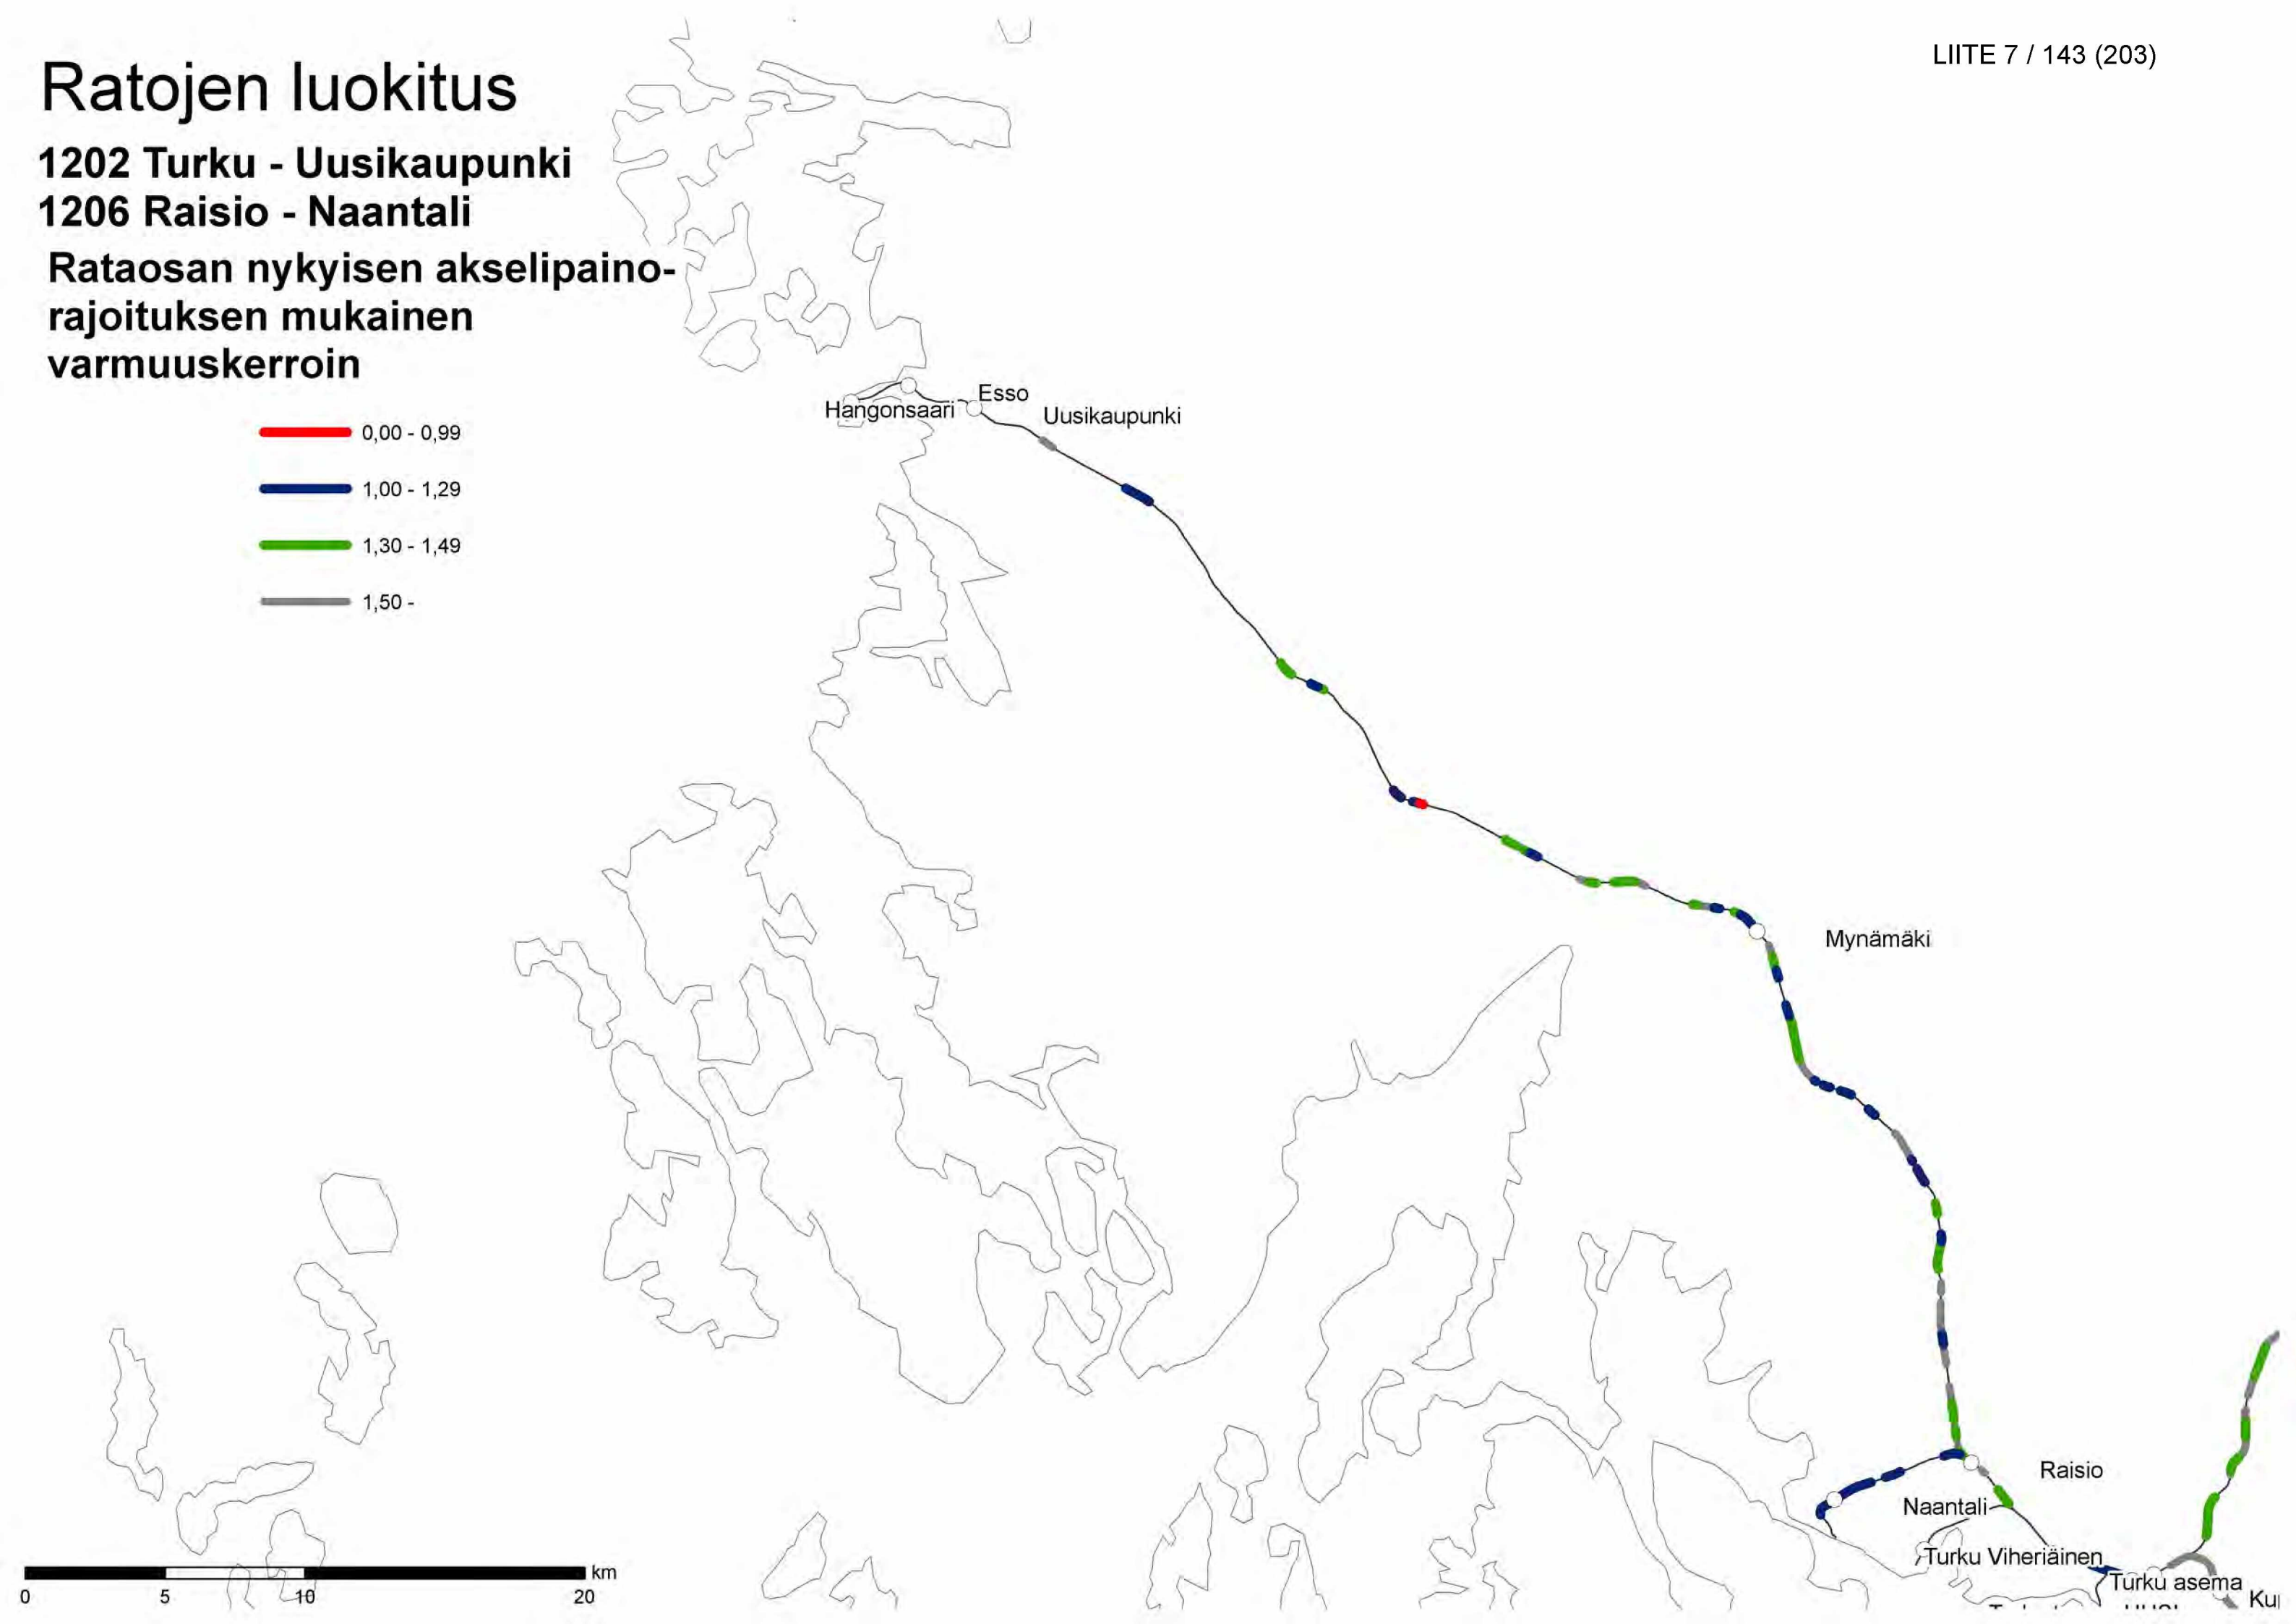 LIITE 7 / 143 (203)
Ratojen luokitus
1202 Turku - Uusikaupunki
1206 Raisio - Naantali
Rataosan nykyisen akselipaino-
rajoituksen mukainen
varmuuskerroin
0,00 - 0,99
1,00 - 1,29
1,30 - 1,49
1,50 -
Esso
Hangonsaari
Uusikaupunki
Mynämäki
Raisio
Naantali
Turku Viheriäinen
Turku asema
km
0 5 10 20